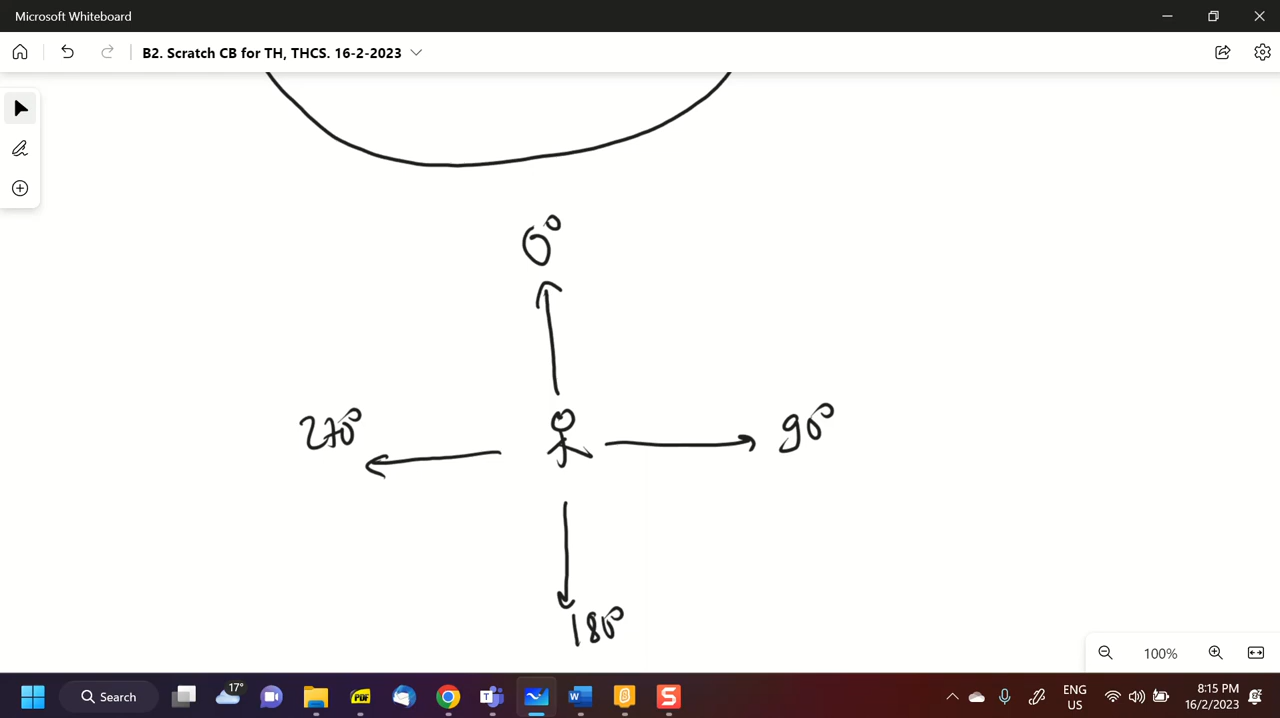 Microsoft Whiteboard
B2. Scratch CB for TH, THCS. 16-2-2023
0°
270°
90°
180°
100%
17°
Search
PDF
S
ENG
US
8:15 PM
16/2/2023